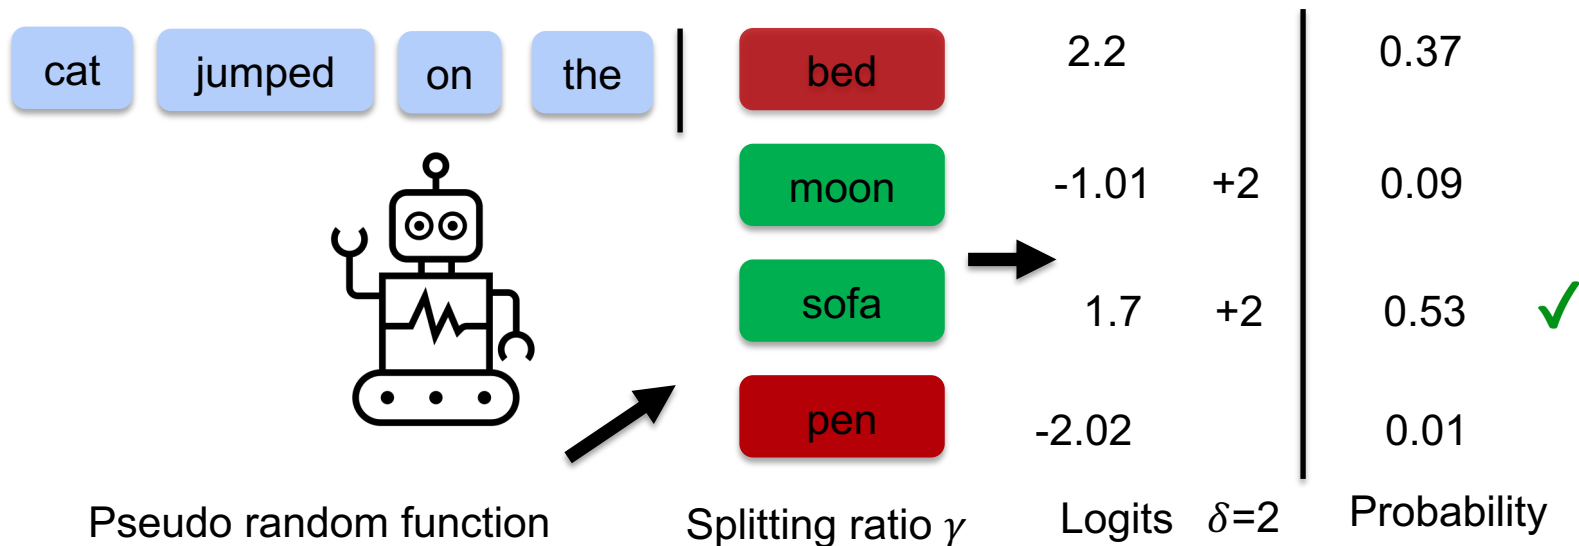 cat jumped on the bed 2.2 0.37
moon -1.01 +2 0.09
sofa 1.7 +2 0.53
pen -2.02 0.01
Pseudo random function Splitting ratio γ Logits δ=2 Probability